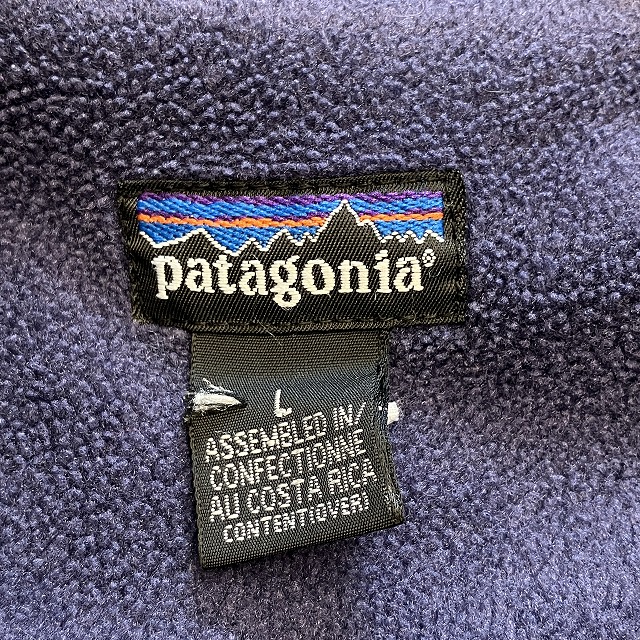 patagonia®
L
ASSEMBLED IN/
CONFECTIONNE
AU COSTA RICA
CONTENT(OVER)